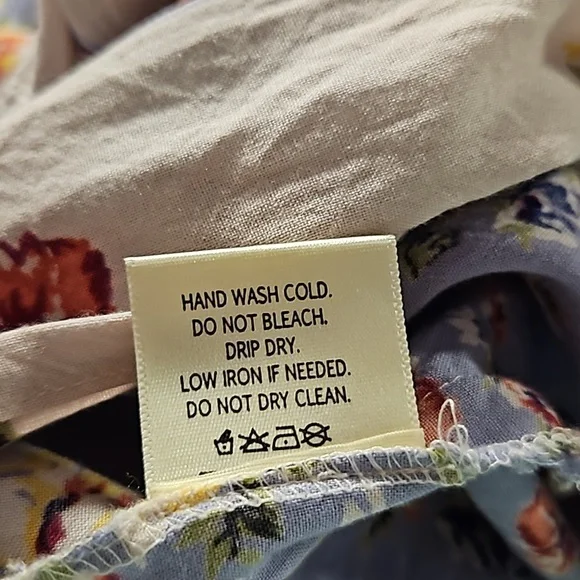 HAND WASH COLD.
DO NOT BLEACH.
DRIP DRY.
LOW IRON IF NEEDED.
DO NOT DRY CLEAN.